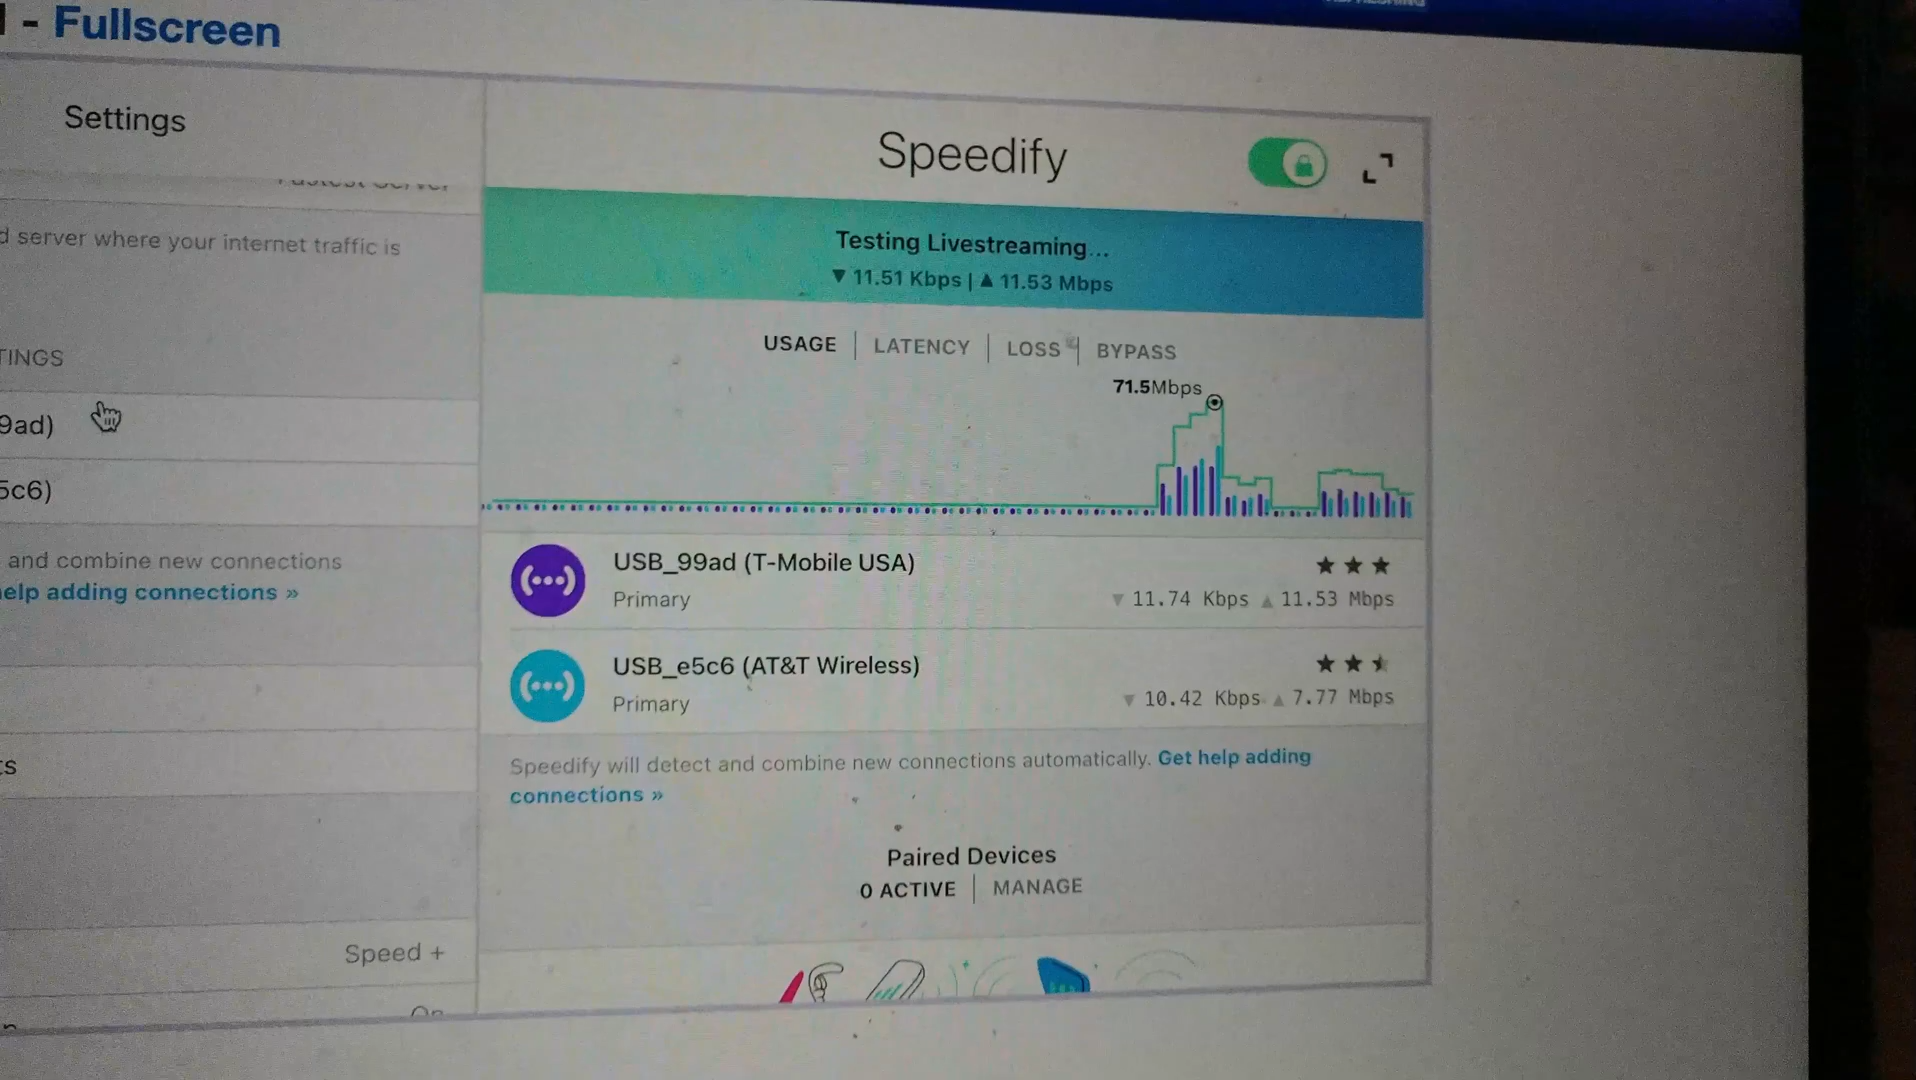 - Fullscreen
Settings
server where your internet traffic is
9ad)
5c6)
and combine new connections
help adding connections »
Speed +
On
Speedify
Testing Livestreaming...
▼ 11.51 Kbps | ▲ 11.53 Mbps
USAGE | LATENCY | LOSS | BYPASS
71.5Mbps
USB_99ad (T-Mobile USA) ★ ★ ★
Primary ▼ 11.74 Kbps ▲ 11.53 Mbps
USB_e5c6 (AT&T Wireless)
Primary ▼ 10.42 Kbps ▲ 7.77 Mbps
Speedify will detect and combine new connections automatically. Get help adding
connections »
Paired Devices
0 ACTIVE | MANAGE